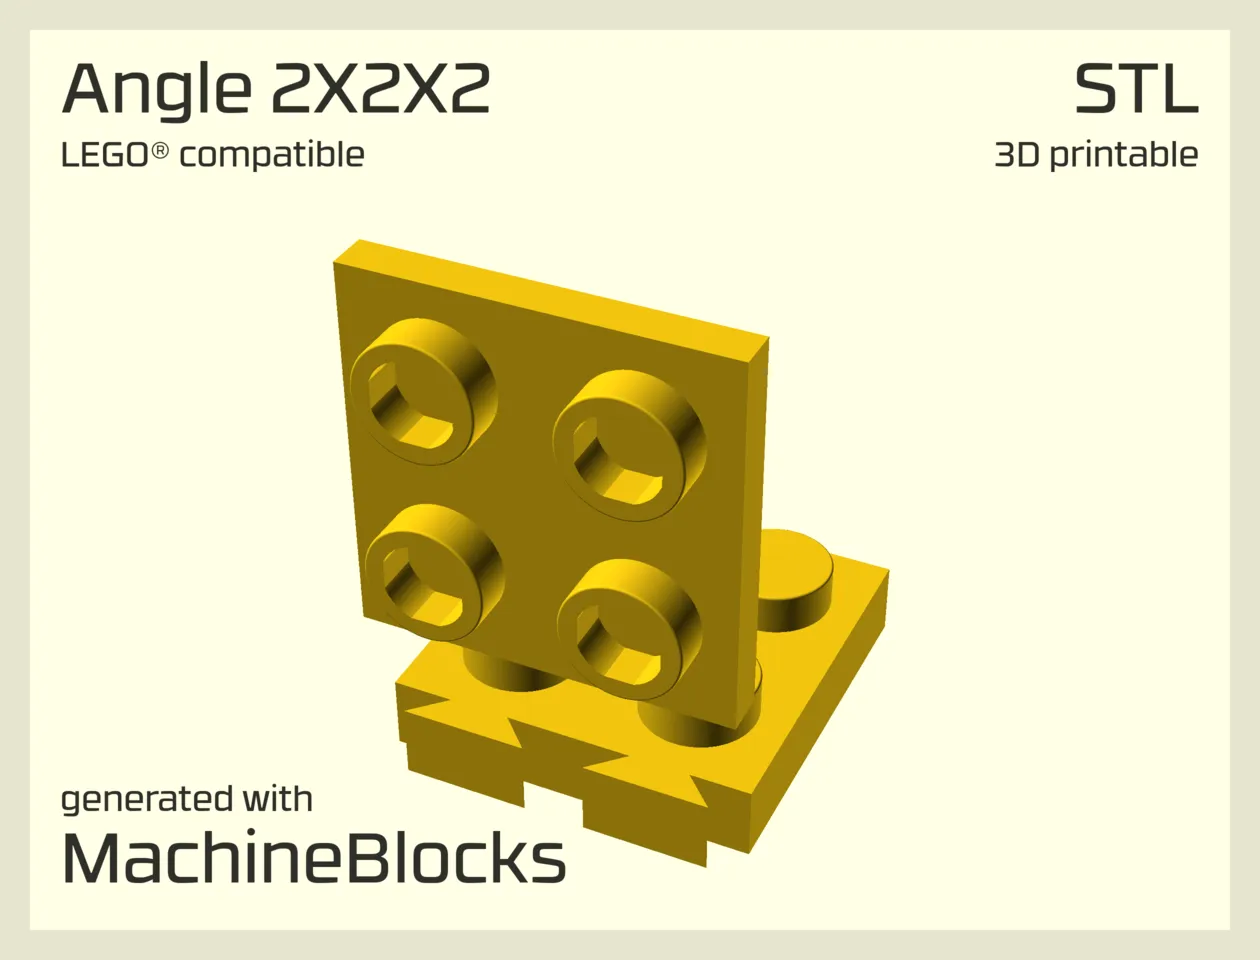 Angle 2X2X2
LEGO® compatible
STL
3D printable
generated with
MachineBlocks